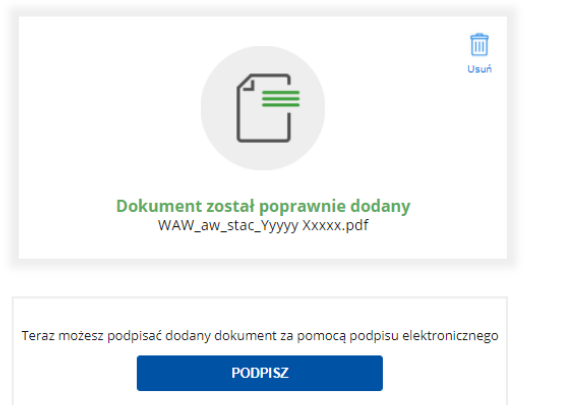 Usuń
Dokument został poprawnie dodany
WAW_aw_stac_Yyyyy Xxxxx.pdf
Teraz możesz podpisać dodany dokument za pomocą podpisu elektronicznego
PODPISZ